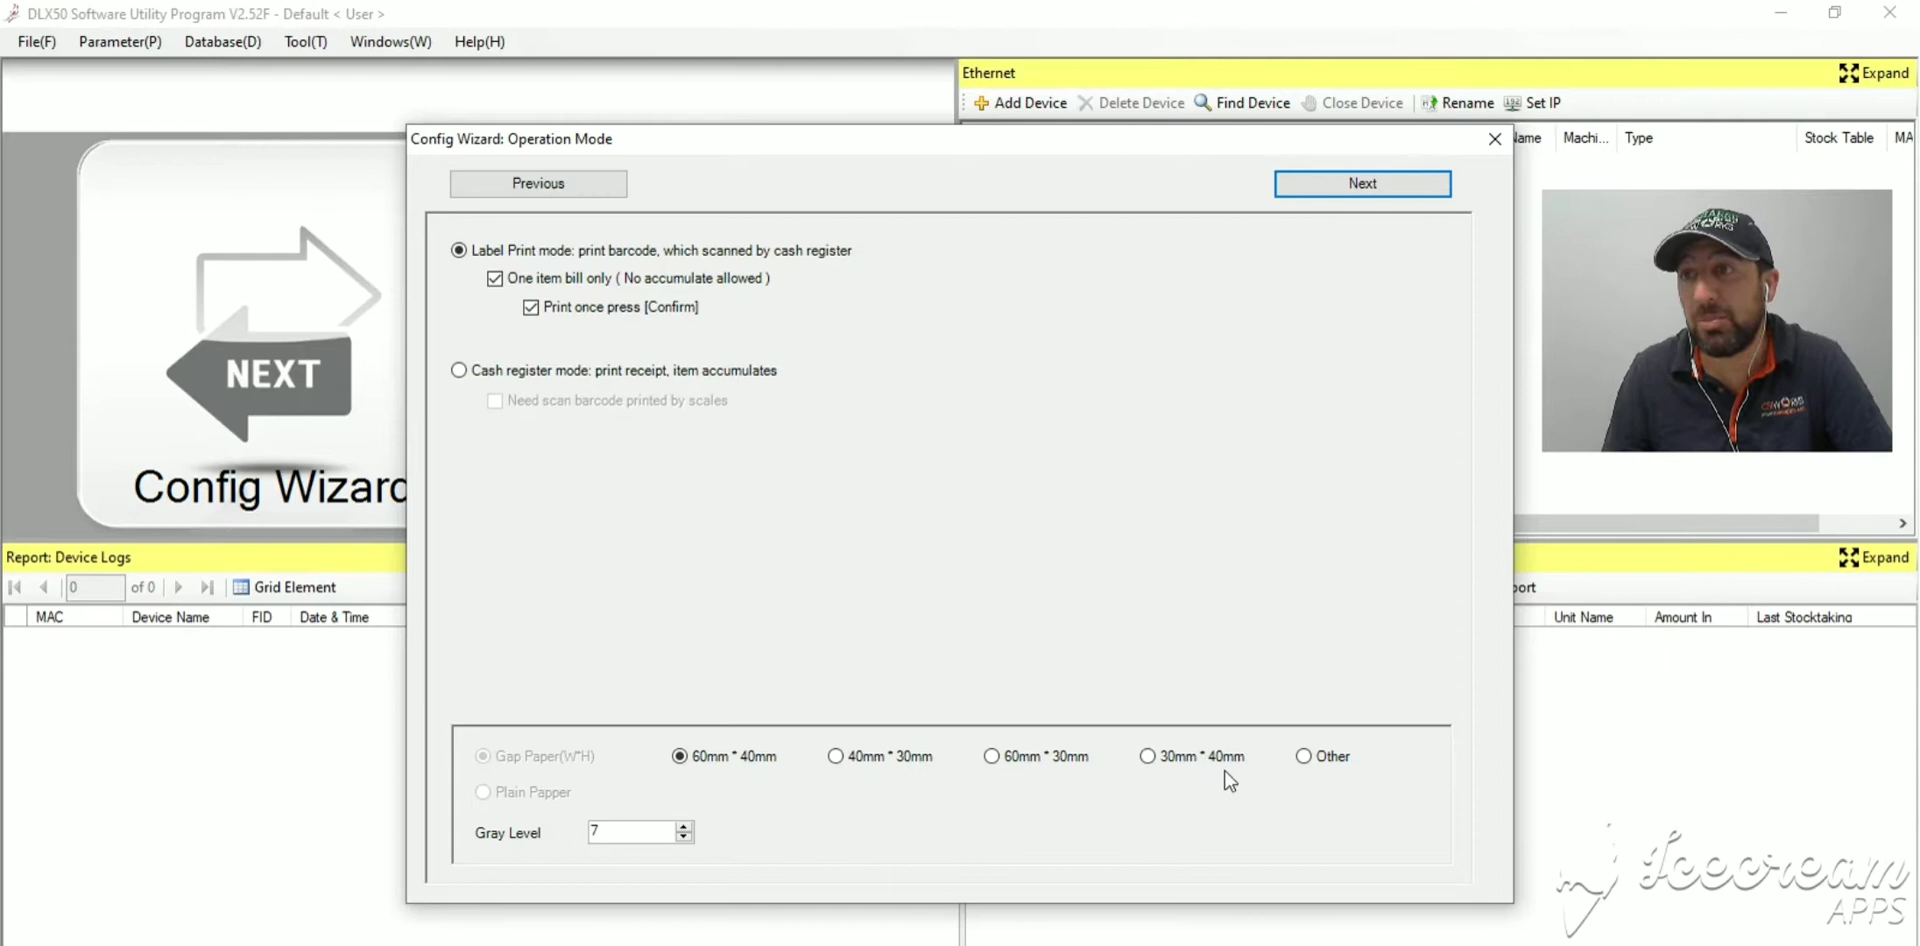 DLX50 Software Utility Program V2.52F - Default < User >
File(F) Parameter(P) Database(D) Tool(T) Windows(W) Help(H)
Ethernet Expand
Add Device Delete Device Find Device Close Device Rename Set IP
Config Wizard: Operation Mode
Machi... Type Stock Table MA
Previous Next
Label Print mode: print barcode, which scanned by cash register
One item bill only ( No accumulate allowed )
Print once press [Confirm]
Cash register mode: print receipt, item accumulates
Need scan barcode printed by scales
NEXT
Config Wizard
Report: Device Logs Expand
0 of 0 Grid Element
MAC Device Name FID Date & Time Unit Name Amount In Last Stocktaking
Gap Paper(W*H) 60mm * 40mm 40mm * 30mm 60mm * 30mm 30mm * 40mm Other
Plain Papper
Gray Level 7
Icecream
APPS